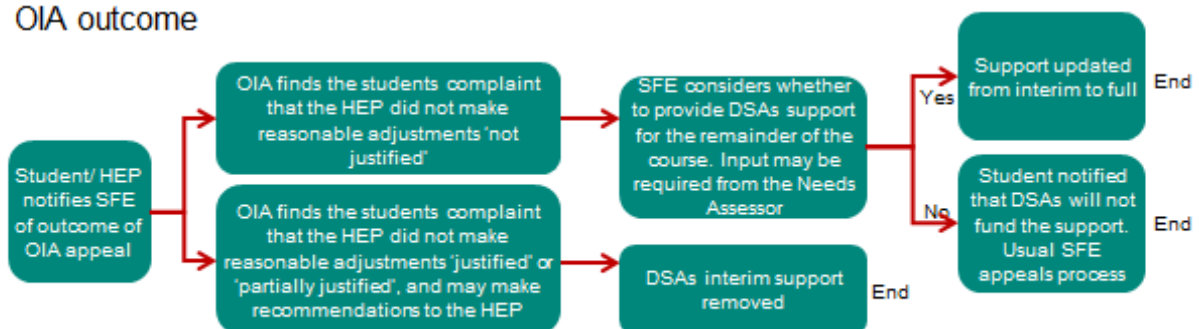 OIA outcome
Student/ HEP
notifies SFE
of outcome of
OIA appeal
OIA finds the students complaint
that the HEP did not make
reasonable adjustments 'not
justified'
OIA finds the students complaint
that the HEP did not make
reasonable adjustments 'justified' or
'partially justified', and may make
recommendations to the HEP
SFE considers whether
to provide DSAs support
for the remainder of the
course. Input may be
required from the Needs
Assessor
DSAs interim support
removed
End
Yes
Support updated
from interim to full
End
No
Student notified
that DSAs will not
fund the support.
Usual SFE
appeals process
End